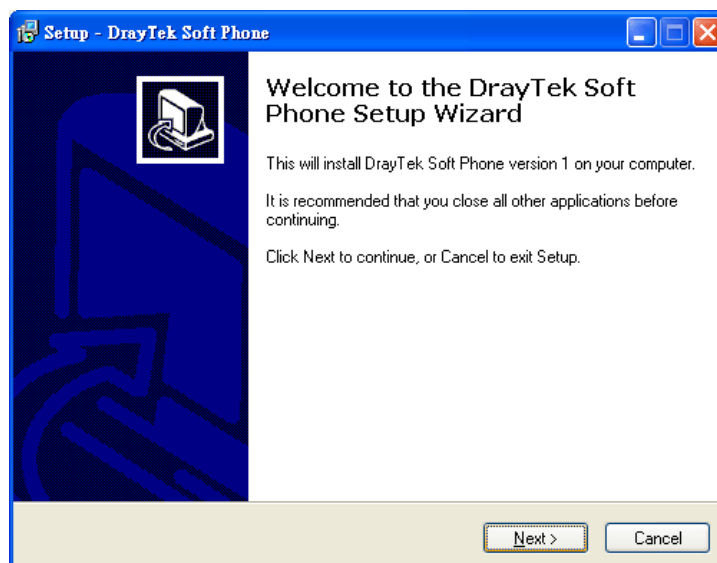 Setup - DrayTek Soft Phone
Welcome to the DrayTek Soft
Phone Setup Wizard
This will install DrayTek Soft Phone version 1 on your computer.
It is recommended that you close all other applications before
continuing.
Click Next to continue, or Cancel to exit Setup.
Next >
Cancel